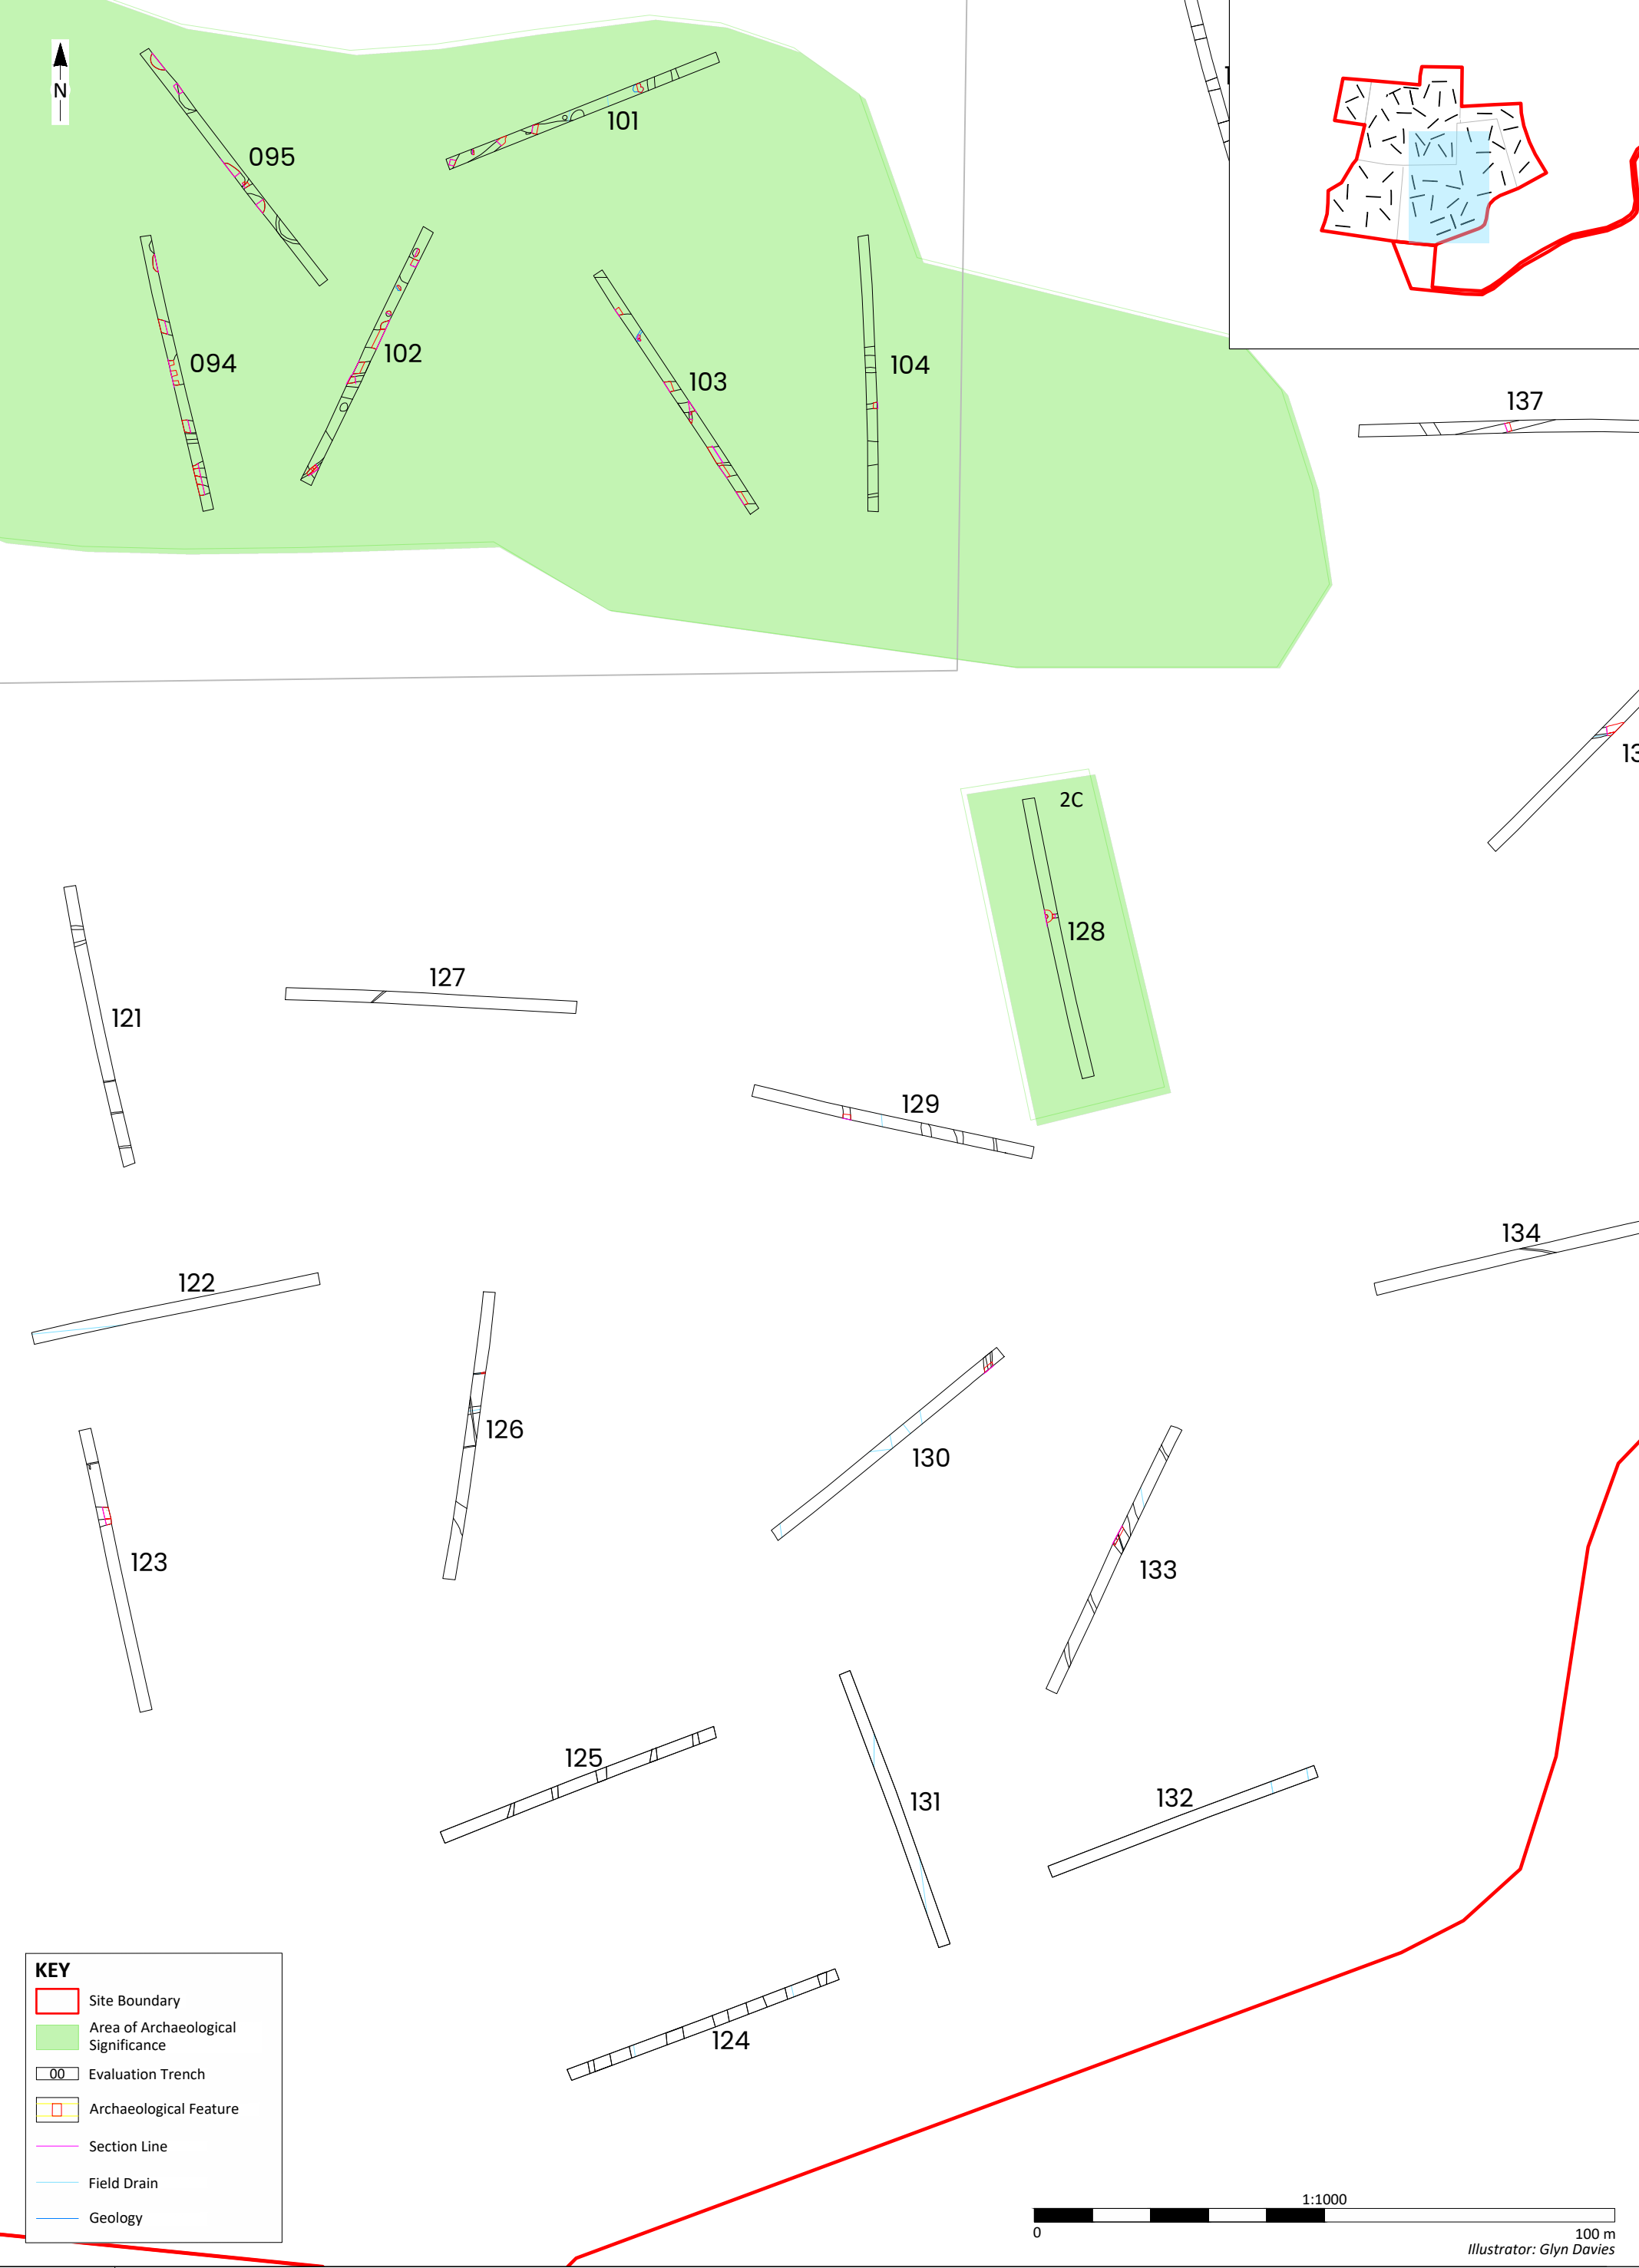 N
095
101
094
102
103
104
137
2C
128
121
127
129
134
122
126
130
123
133
125
131
132
124
KEY
Site Boundary
Area of Archaeological
Significance
00 Evaluation Trench
Archaeological Feature
Section Line
Field Drain
Geology
1:1000
0 100 m
Illustrator: Glyn Davies